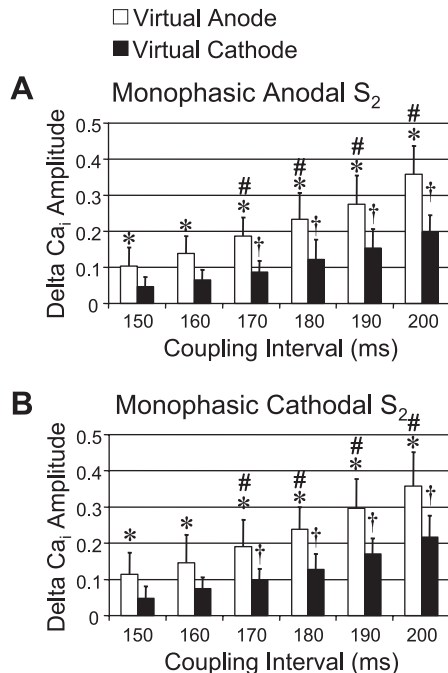 Virtual Anode
Virtual Cathode
A
Monophasic Anodal S2
Delta Cai Amplitude
0.5
0.4
0.3
0.2
0.1
0
# 
# # *
# * * †
* * * † †
* †
150 160 170 180 190 200
Coupling Interval (ms)
B
Monophasic Cathodal S2
Delta Cai Amplitude
0.5
0.4
0.3
0.2
0.1
0
#
# *
# # * †
* * * * † † †
150 160 170 180 190 200
Coupling Interval (ms)